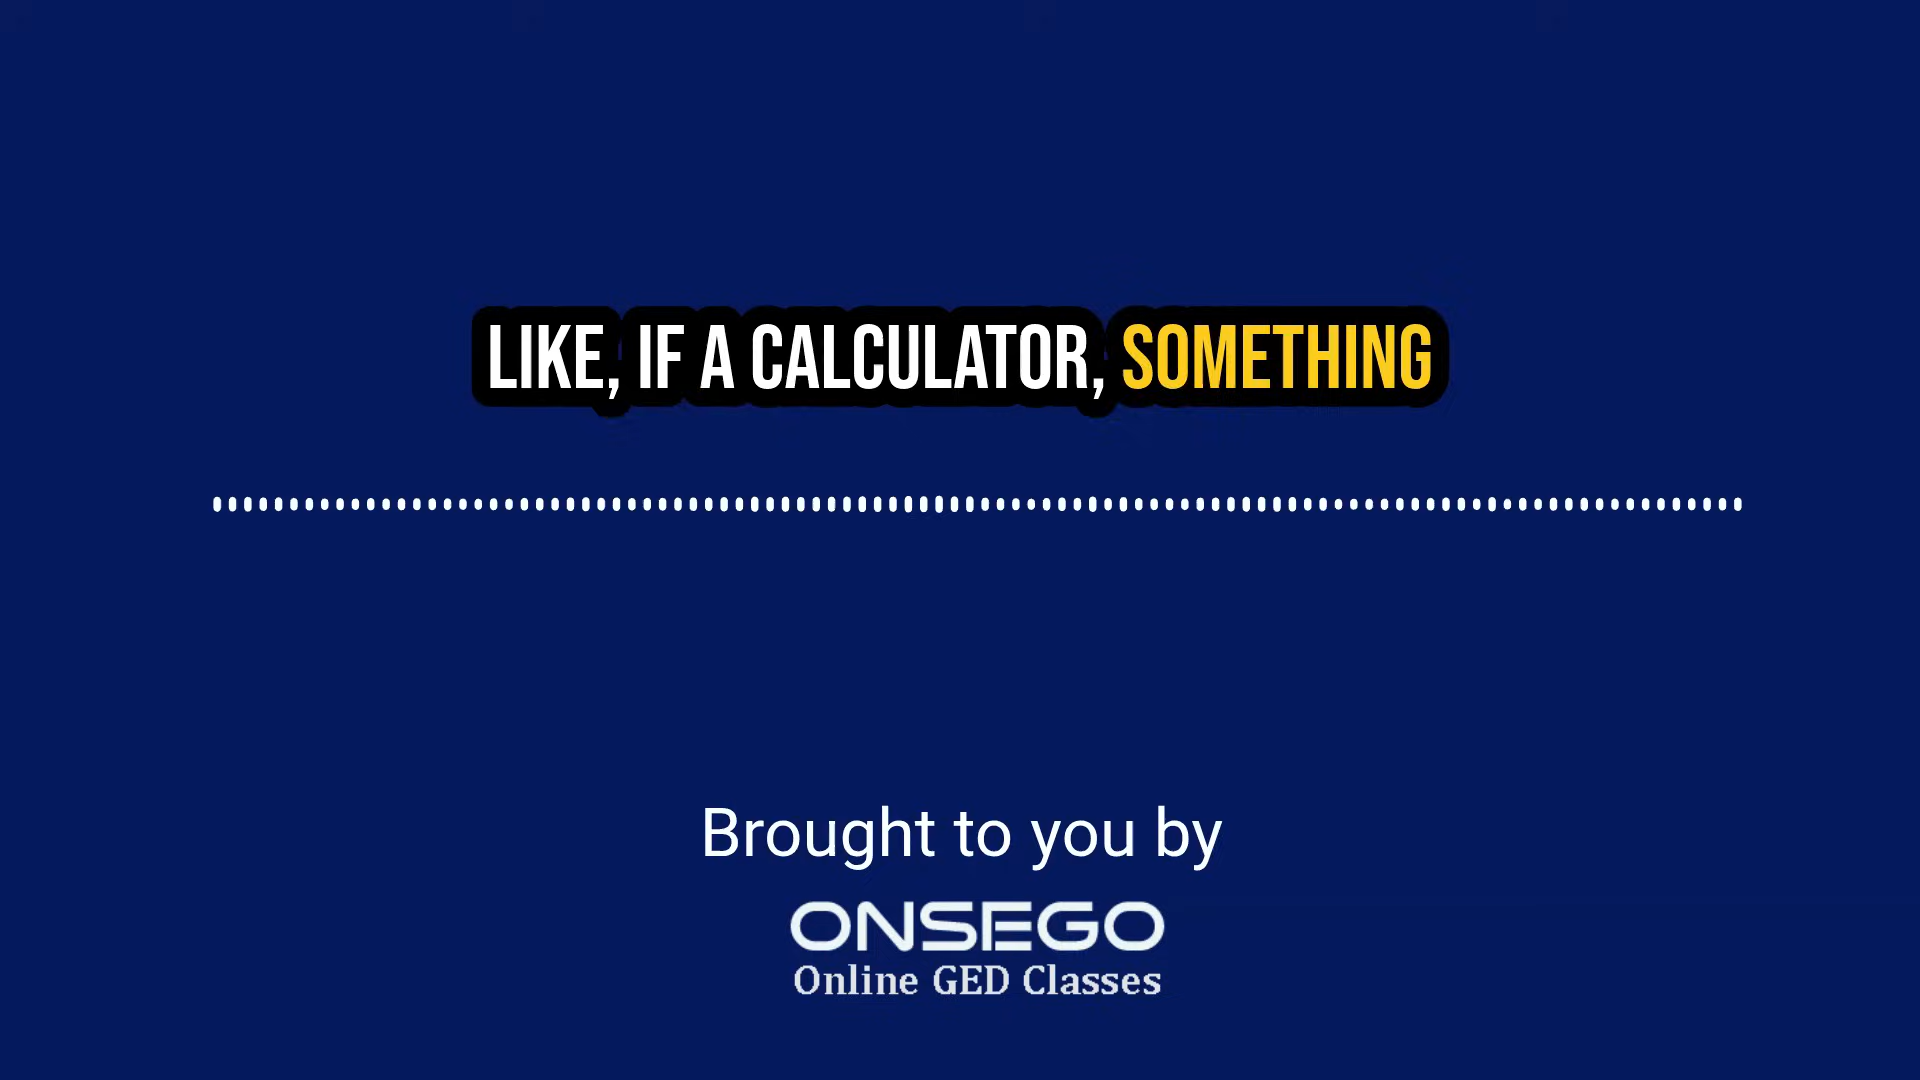 LIKE, IF A CALCULATOR, SOMETHING
Brought to you by
ONSEGO
Online GED Classes